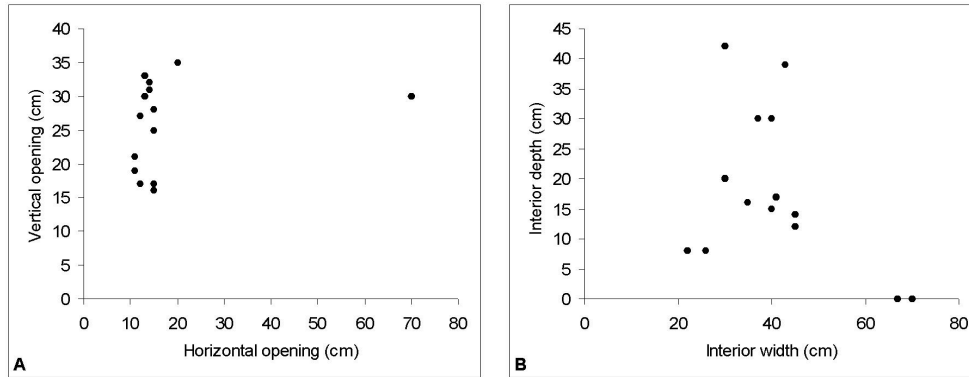 40
35
30
25
20
15
10
5
0
Vertical opening (cm)
0 10 20 30 40 50 60 70 80
Horizontal opening (cm)
A
45
40
35
30
25
20
15
10
5
0
Interior depth (cm)
0 20 40 60 80
Interior width (cm)
B